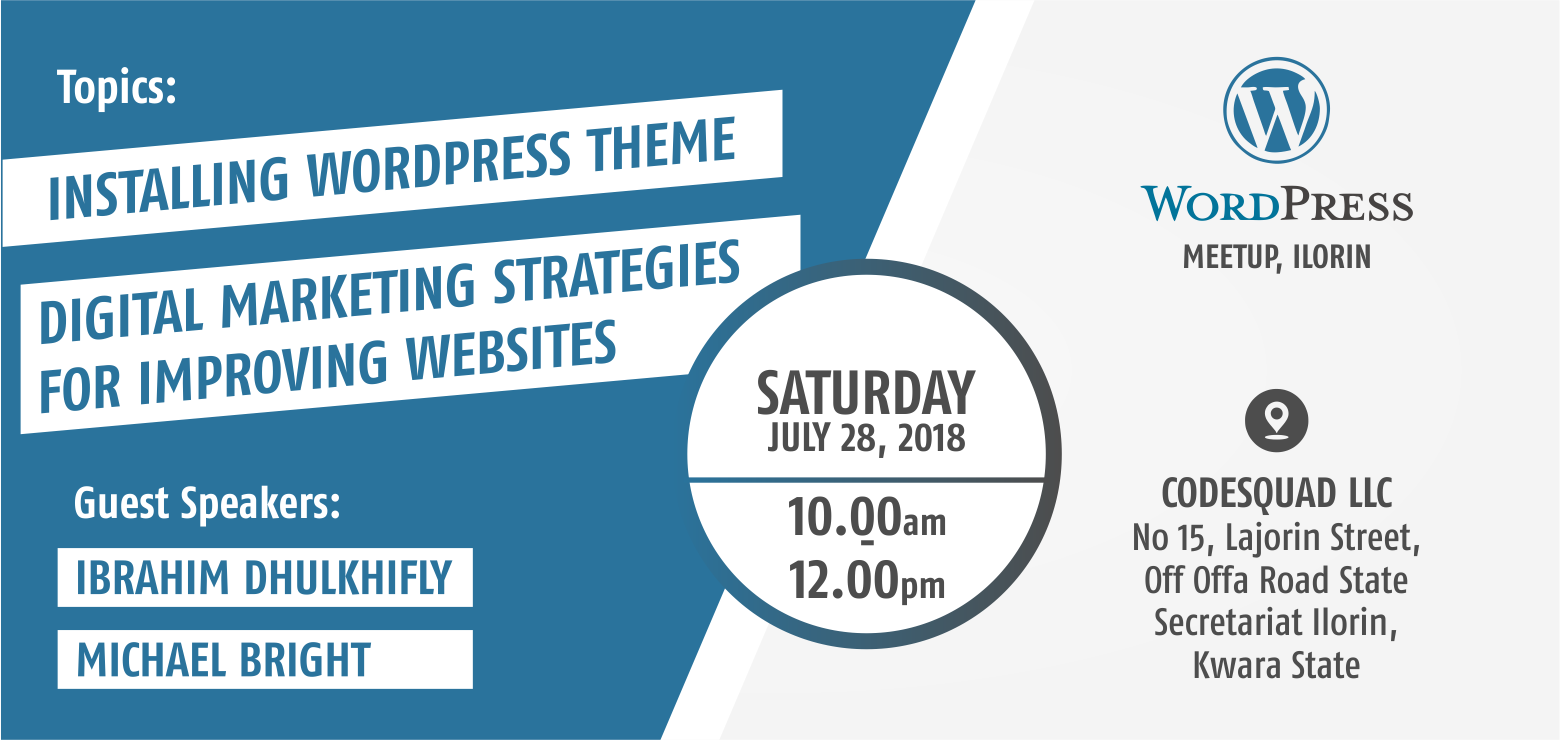 Topics:
INSTALLING WORDPRESS THEME
DIGITAL MARKETING STRATEGIES
FOR IMPROVING WEBSITES
Guest Speakers:
IBRAHIM DHULKHIFLY
MICHAEL BRIGHT
SATURDAY
JULY 28, 2018
10.00am
-
12.00pm
W
WORDPRESS
MEETUP, ILORIN
CODESQUAD LLC
No 15, Lajorin Street,
Off Offa Road State
Secretariat Ilorin,
Kwara State